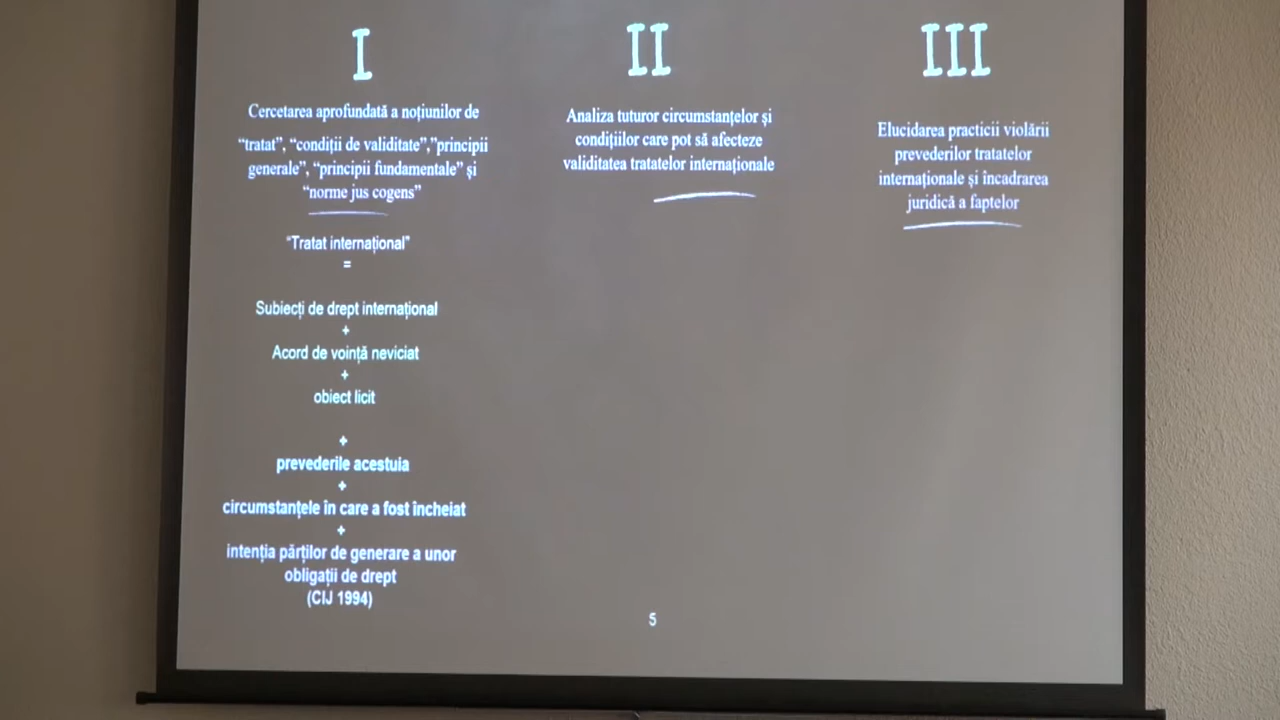 I
Cercetarea aprofundată a noțiunilor de
“tratat”, “condiții de validitate”,”principii
generale”, “principii fundamentale” și
“norme jus cogens”
“Tratat internațional”
=
Subiecți de drept internațional
+
Acord de voință neviciat
+
obiect licit
+
prevederile acestuia
+
circumstanțele în care a fost încheiat
+
intenția părților de generare a unor
obligații de drept
(CIJ 1994)
II
Analiza tuturor circumstanțelor și
condițiilor care pot să afecteze
validitatea tratatelor internaționale
III
Elucidarea practicii violării
prevederilor tratatelor
internaționale și încadrarea
juridică a faptelor
5